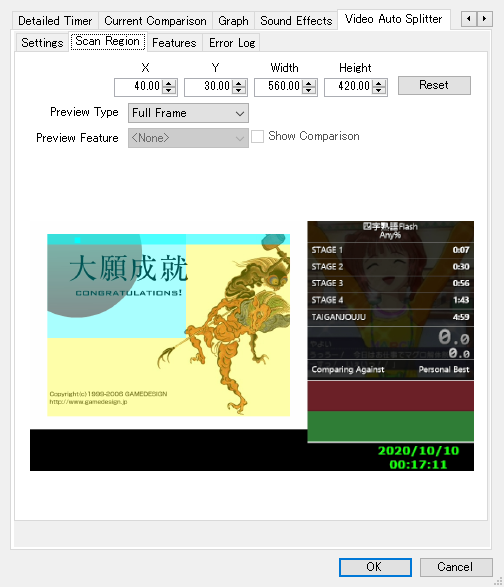 Detailed Timer Current Comparison Graph Sound Effects Video Auto Splitter
Settings Scan Region Features Error Log
X Y Width Height
40.00 30.00 560.00 420.00 Reset
Preview Type Full Frame
Preview Feature <None> Show Comparison
大願成就
CONGRATULATIONS!
Copyright(c)1999-2006 GAMEDESIGN
http://www.gamedesign.jp
四字熟語Flash
Any%
STAGE 1 0:07
STAGE 2 0:30
STAGE 3 0:56
STAGE 4 1:43
TAIGANJOUJU 4:59
0.0
0.0
Comparing Against Personal Best
2020/10/10
00:17:11
OK Cancel